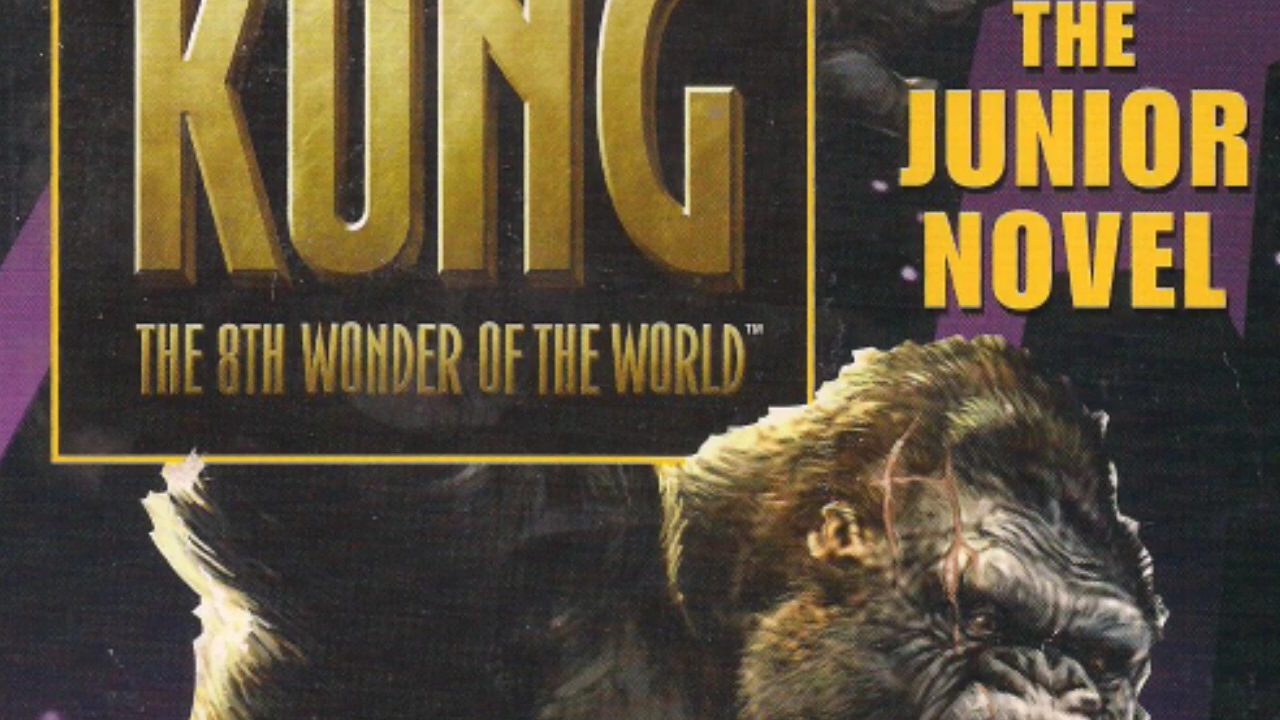 KONG
THE 8TH WONDER OF THE WORLD™
THE
JUNIOR
NOVEL